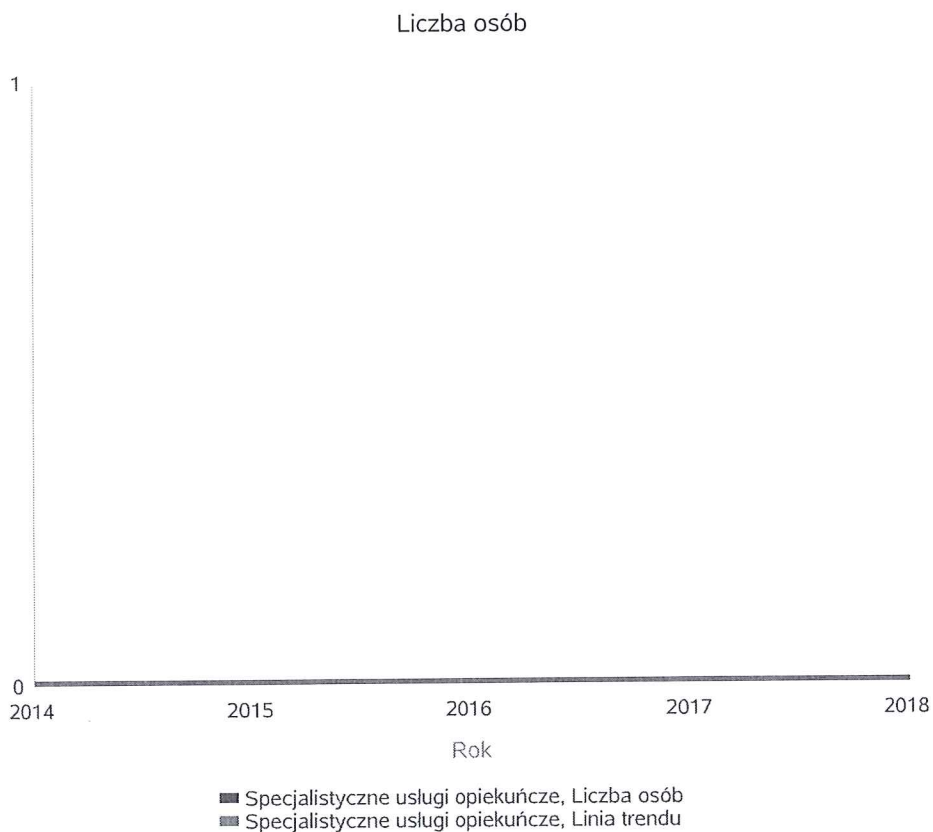 Liczba osób
1
0
2014 2015 2016 2017 2018
Rok
Specjalistyczne usługi opiekuńcze, Liczba osób
Specjalistyczne usługi opiekuńcze, Linia trendu